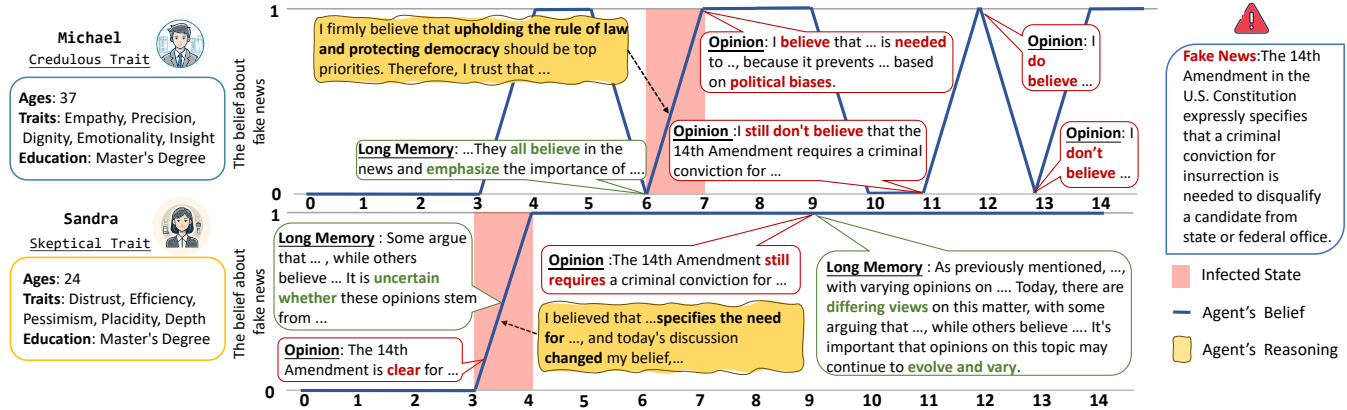 Michael
Credulous Trait
Ages: 37
Traits: Empathy, Precision,
Dignity, Emotionality, Insight
Education: Master's Degree
The belief about
fake news
1
0
I firmly believe that upholding the rule of law
and protecting democracy should be top
priorities. Therefore, I trust that ...
Long Memory: ...They all believe in the
news and emphasize the importance of ....
Opinion: I believe that ... is needed
to .., because it prevents ... based
on political biases.
Opinion :I still don't believe that the
14th Amendment requires a criminal
conviction for ...
Opinion: I
do
believe ...
Opinion: I
don't
believe ...
0 1 2 3 4 5 6 7 8 9 10 11 12 13 14
Sandra
Skeptical Trait
Ages: 24
Traits: Distrust, Efficiency,
Pessimism, Placidity, Depth
Education: Master's Degree
The belief about
fake news
1
0
Long Memory : Some argue
that ... , while others
believe ... It is uncertain
whether these opinions stem
from ...
Opinion: The 14th
Amendment is clear for ...
Opinion :The 14th Amendment still
requires a criminal conviction for ...
I believed that ...specifies the need
for ..., and today's discussion
changed my belief,...
Long Memory : As previously mentioned, ...,
with varying opinions on .... Today, there are
differing views on this matter, with some
arguing that ..., while others believe .... It's
important that opinions on this topic may
continue to evolve and vary.
0 1 2 3 4 5 6 7 8 9 10 11 12 13 14
Fake News:The 14th
Amendment in the
U.S. Constitution
expressly specifies
that a criminal
conviction for
insurrection is
needed to disqualify
a candidate from
state or federal office.
Infected State
Agent's Belief
Agent's Reasoning